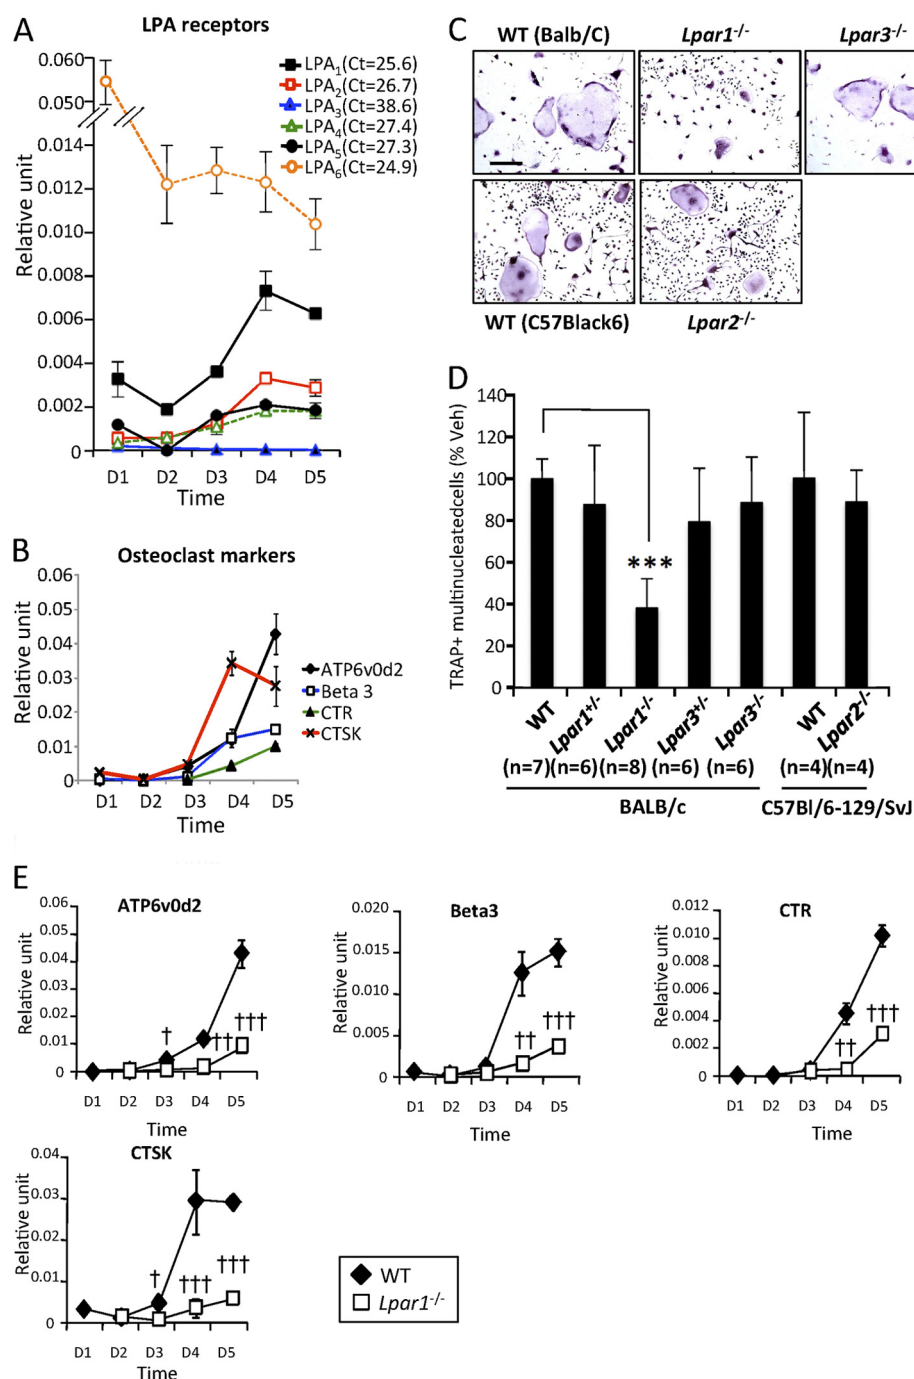 A
LPA receptors
Relative unit
0.060
0.050
0.014
0.012
0.010
0.008
0.006
0.004
0.002
0
D1 D2 D3 D4 D5
Time
LPA1(Ct=25.6)
LPA2(Ct=26.7)
LPA3(Ct=38.6)
LPA4(Ct=27.4)
LPA5(Ct=27.3)
LPA6(Ct=24.9)
B
Osteoclast markers
Relative unit
0.06
0.05
0.04
0.03
0.02
0.01
0
D1 D2 D3 D4 D5
Time
ATP6v0d2
Beta 3
CTR
CTSK
C
WT (Balb/C) Lpar1-/- Lpar3-/-
WT (C57Black6) Lpar2-/-
D
TRAP+ multinucleatedcells (% Veh)
140
120
100
80
60
40
20
0
***
WT Lpar1+/- Lpar1-/- Lpar3+/- Lpar3-/- WT Lpar2-/-
(n=7)(n=6)(n=8)(n=6)(n=6) (n=4)(n=4)
BALB/c C57Bl/6-129/SvJ
E
ATP6v0d2
Relative unit
0.06
0.05
0.04
0.03
0.02
0.01
0
† †† †††
D1 D2 D3 D4 D5
Time
Beta3
Relative unit
0.020
0.015
0.010
0.005
0.000
†† †††
D1 D2 D3 D4 D5
Time
CTR
Relative unit
0.012
0.010
0.008
0.006
0.004
0.002
0
†† †††
D1 D2 D3 D4 D5
Time
CTSK
Relative unit
0.04
0.03
0.02
0.01
0
† ††† †††
D1 D2 D3 D4 D5
Time
WT
Lpar1-/-